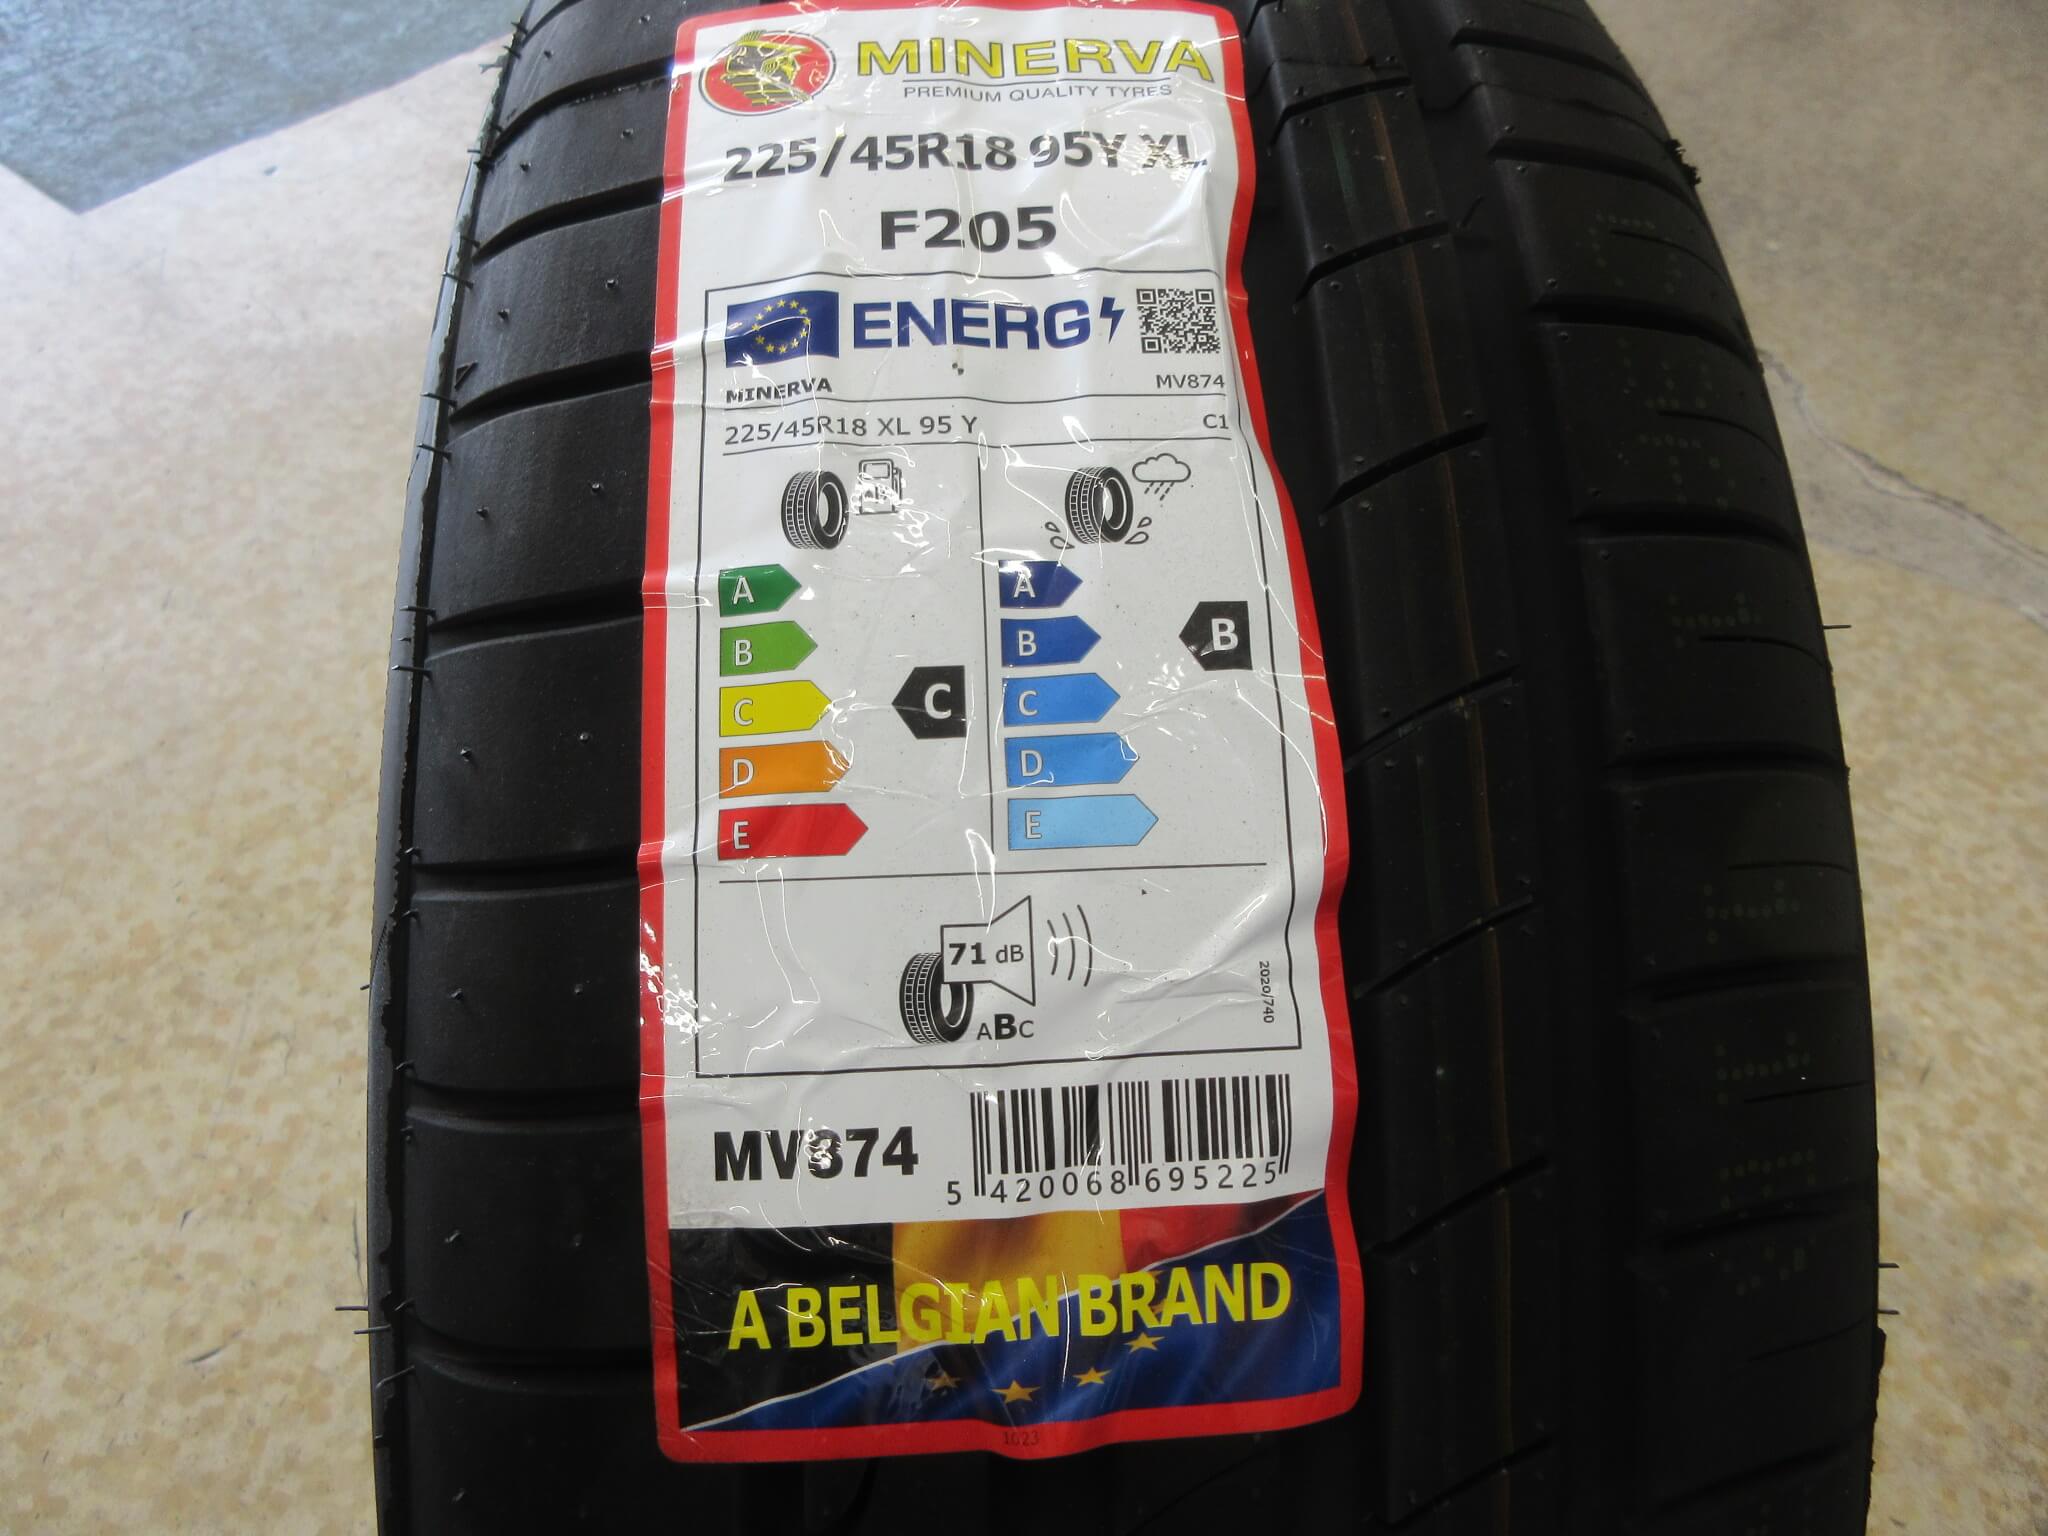 MINERVA
PREMIUM QUALITY TYRES
225/45R18 95Y XL
F205
ENERG
MINERVA MV874
225/45R18 XL 95 Y C1
A A
B B B
C C C
D D
E E
71 dB
ABC
2020/740
MV874
5 420068 695225
A BELGIAN BRAND
1023